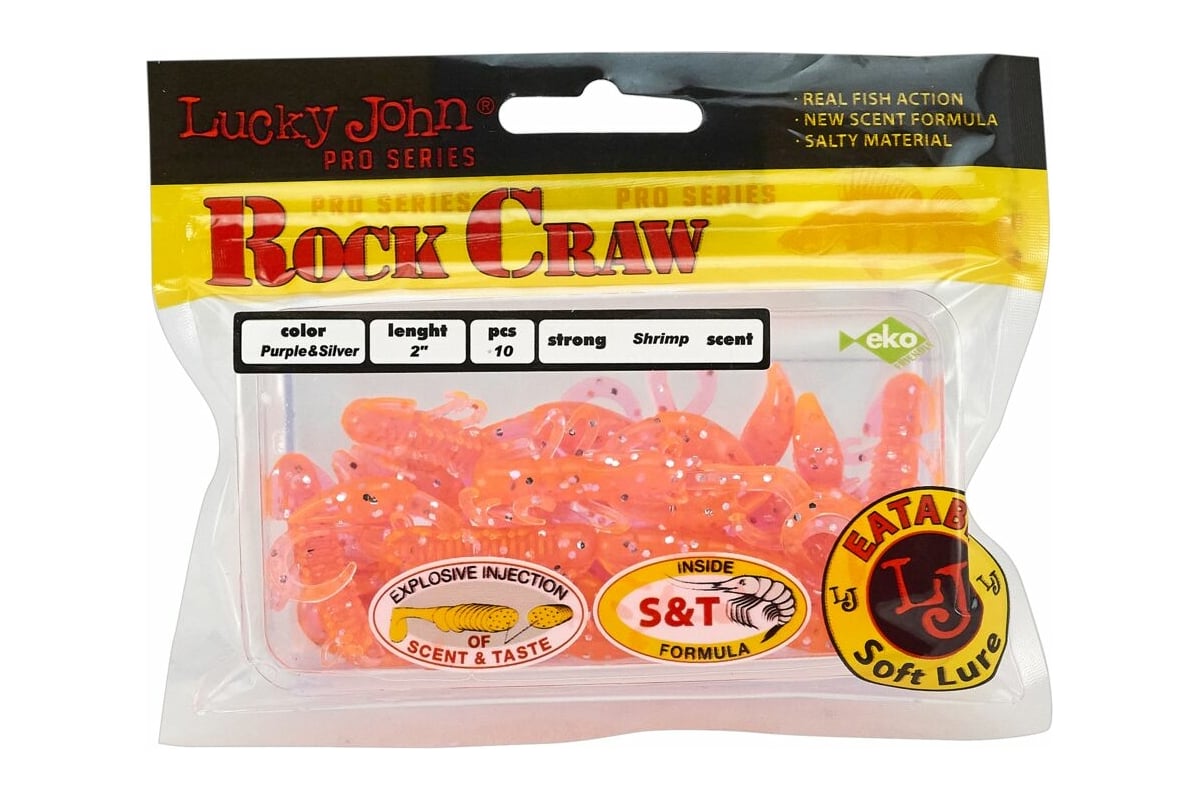 Lucky John®
PRO SERIES
· REAL FISH ACTION
· NEW SCENT FORMULA
· SALTY MATERIAL
PRO SERIES PRO SERIES
ROCK CRAW
color
Purple&Silver
lenght
2"
pcs
10
strong Shrimp scent
eko
EXPLOSIVE INJECTION
OF
SCENT & TASTE
INSIDE
S&T
FORMULA
EATAB
LJ
LJ
LJ
Soft Lure